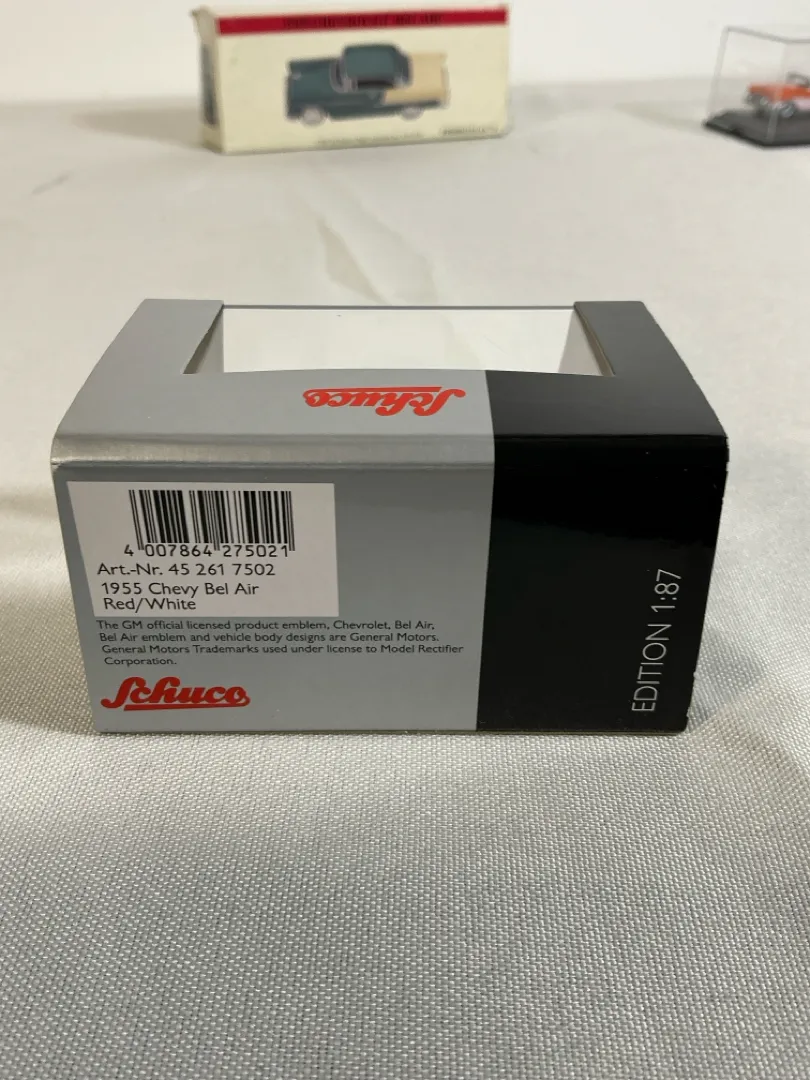 Schuco
4 007864 275021
Art.-Nr. 45 261 7502
1955 Chevy Bel Air
Red/White
The GM official licensed product emblem, Chevrolet, Bel Air,
Bel Air emblem and vehicle body designs are General Motors.
General Motors Trademarks used under license to Model Rectifier
Corporation.
Schuco
EDITION 1:87